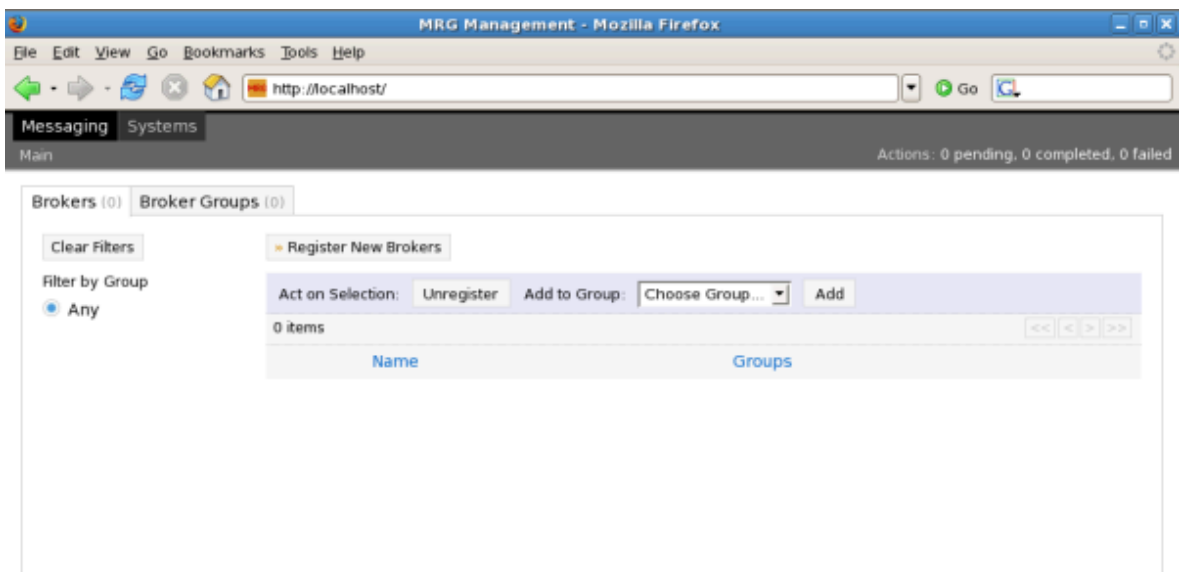 MRG Management - Mozilla Firefox
File Edit View Go Bookmarks Tools Help
http://localhost/ Go
Messaging Systems
Main Actions: 0 pending, 0 completed, 0 failed
Brokers (0) Broker Groups (0)
Clear Filters » Register New Brokers
Filter by Group
Any
Act on Selection: Unregister Add to Group: Choose Group... Add
0 items << < > >>
Name Groups